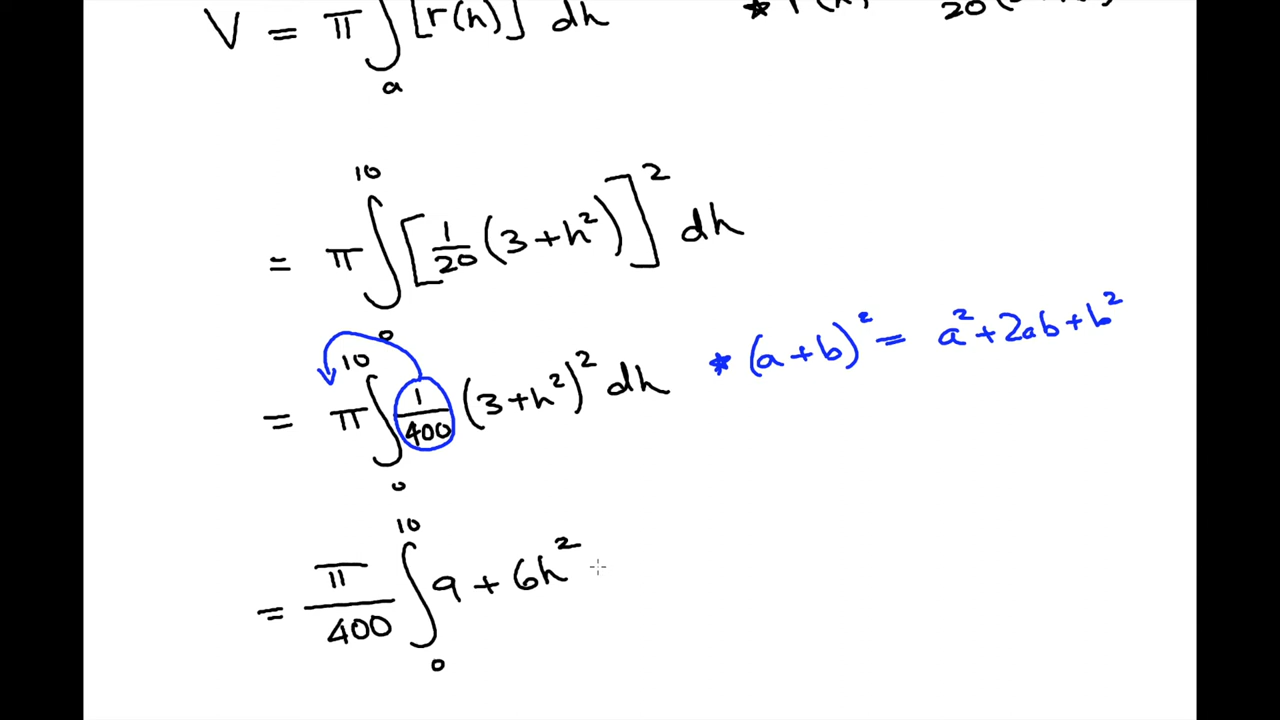 V = π ∫ₐ [r(h)] dh * r(h) 20
= π ∫₀¹⁰ [1/20 (3 + h²)]² dh
= π ∫₀¹⁰ 1/400 (3 + h²)² dh * (a + b)² = a² + 2ab + b²
= π/400 ∫₀¹⁰ 9 + 6h²